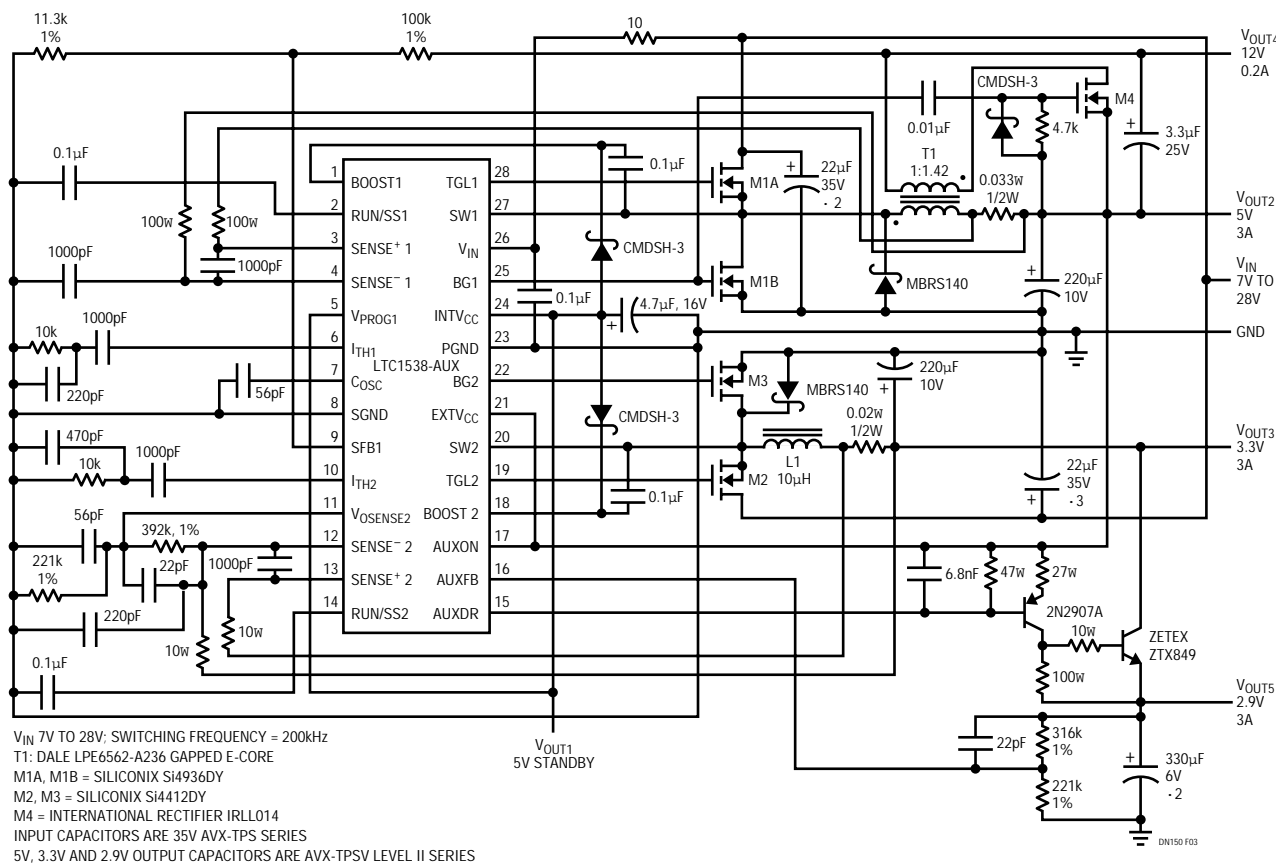 11.3k
1%
100k
1%
10
VOUT4
12V
0.2A
CMDSH-3
M4
0.01µF
4.7k
3.3µF
25V
T1
1:1.42
0.033w
1/2W
0.1µF
0.1µF
22µF
35V
· 2
M1A
100w
100w
1000pF
1000pF
CMDSH-3
0.1µF
4.7µF, 16V
M1B
MBRS140
220µF
10V
VOUT2
5V
3A
VIN
7V TO
28V
GND
1
BOOST1
2
RUN/SS1
3
SENSE+ 1
4
SENSE– 1
5
VPROG1
6
ITH1
7
COSC
8
SGND
9
SFB1
10
ITH2
11
VOSENSE2
12
SENSE– 2
13
SENSE+ 2
14
RUN/SS2
LTC1538-AUX
28
TGL1
27
SW1
26
VIN
25
BG1
24
INTVCC
23
PGND
22
BG2
21
EXTVCC
20
SW2
19
TGL2
18
BOOST 2
17
AUXON
16
AUXFB
15
AUXDR
10k
1000pF
220pF
56pF
470pF
10k
1000pF
56pF
392k, 1%
22pF
1000pF
221k
1%
220pF
10w
10w
0.1µF
CMDSH-3
0.1µF
M3
MBRS140
220µF
10V
0.02w
1/2W
L1
10µH
M2
VOUT3
3.3V
3A
22µF
35V
· 3
6.8nF
47w
27w
2N2907A
10w
ZETEX
ZTX849
100w
VOUT5
2.9V
3A
22pF
316k
1%
221k
1%
330µF
6V
· 2
VOUT1
5V STANDBY
DN150 F03
VIN 7V TO 28V; SWITCHING FREQUENCY = 200kHz
T1: DALE LPE6562-A236 GAPPED E-CORE
M1A, M1B = SILICONIX Si4936DY
M2, M3 = SILICONIX Si4412DY
M4 = INTERNATIONAL RECTIFIER IRLL014
INPUT CAPACITORS ARE 35V AVX-TPS SERIES
5V, 3.3V AND 2.9V OUTPUT CAPACITORS ARE AVX-TPSV LEVEL II SERIES